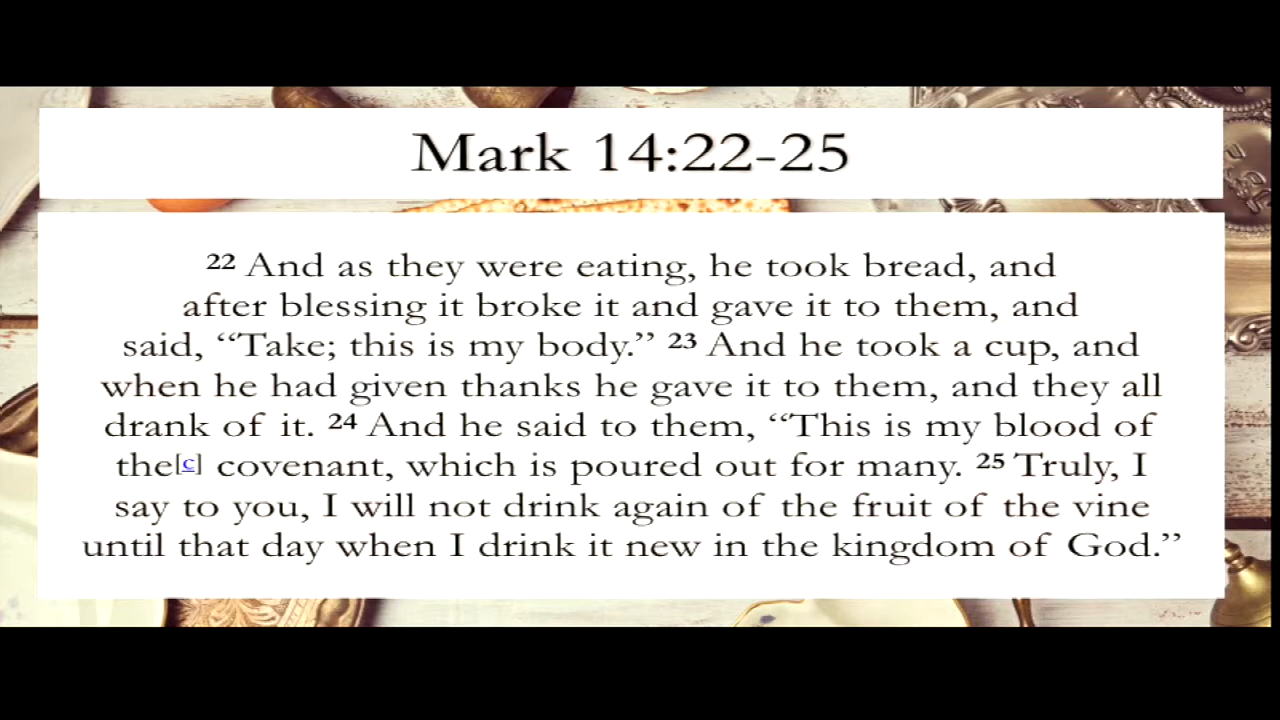 Mark 14:22-25
22 And as they were eating, he took bread, and
after blessing it broke it and gave it to them, and
said, “Take; this is my body.” 23 And he took a cup, and
when he had given thanks he gave it to them, and they all
drank of it. 24 And he said to them, “This is my blood of
the[c] covenant, which is poured out for many. 25 Truly, I
say to you, I will not drink again of the fruit of the vine
until that day when I drink it new in the kingdom of God.”